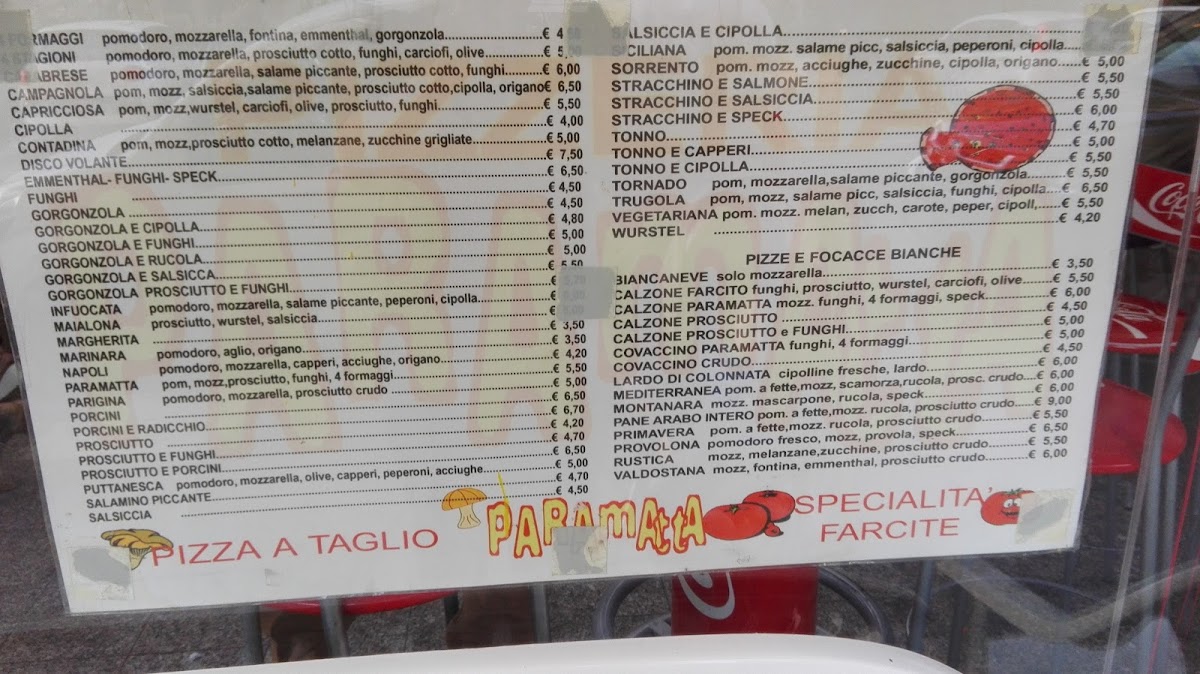 FORMAGGI pomodoro, mozzarella, fontina, emmenthal, gorgonzola..........€
STAGIONI pomodoro, mozzarella, prosciutto cotto, funghi, carciofi, olive..........€
pomodoro, mozzarella, salame piccante, prosciutto cotto, funghi..........€ 6,00
CAMPAGNOLA pom, mozz, salsiccia,salame piccante, prosciutto cotto,cipolla, origano€ 6,50
CAPRICCIOSA pom, mozz,wurstel, carciofi, olive, prosciutto, funghi..........€ 5,50
CIPOLLA ..........€ 4,00
CONTADINA pom, mozz,prosciutto cotto, melanzane, zucchine grigliate..........€ 5,00
DISCO VOLANTE..........€ 7,50
EMMENTHAL- FUNGHI- SPECK..........€ 6,50
FUNGHI ..........€ 4,50
GORGONZOLA ..........€ 4,50
GORGONZOLA E CIPOLLA..........€ 4,80
GORGONZOLA E FUNGHI..........€ 5,00
GORGONZOLA E RUCOLA..........€ 5,00
GORGONZOLA E SALSICCA..........€ 5,50
GORGONZOLA PROSCIUTTO E FUNGHI..........€
INFUOCATA pomodoro, mozzarella, salame piccante, peperoni, cipolla..........€
MAIALONA prosciutto, wurstel, salsiccia..........€
MARGHERITA ..........€ 3,50
MARINARA pomodoro, aglio, origano..........€ 3,50
NAPOLI pomodoro, mozzarella, capperi, acciughe, origano..........€ 4,20
PARAMATTA pom, mozz,prosciutto, funghi, 4 formaggi..........€ 5,50
PARIGINA pomodoro, mozzarella, prosciutto crudo..........€ 5,00
PORCINI ..........€ 6,50
PORCINI E RADICCHIO..........€ 6,70
PROSCIUTTO ..........€ 4,20
PROSCIUTTO E FUNGHI..........€ 4,70
PROSCIUTTO E PORCINI..........€ 6,50
PUTTANESCA pomodoro, mozzarella, olive, capperi, peperoni, acciughe..........€ 5,00
SALAMINO PICCANTE..........€ 4,70
SALSICCIA ..........€ 4,50
SALSICCIA E CIPOLLA..........
SICILIANA pom. mozz. salame picc, salsiccia, peperoni, cipolla
SORRENTO pom. mozz, acciughe, zucchine, cipolla, origano....€ 5,00
STRACCHINO E SALMONE..........€ 5,50
STRACCHINO E SALSICCIA..........€ 5,50
STRACCHINO E SPECK..........€ 6,00
TONNO..........€ 4,70
TONNO E CAPPERI..........€ 5,00
TONNO E CIPOLLA..........€ 5,50
TORNADO pom, mozzarella,salame piccante, gorgonzola..........€ 5,50
TRUGOLA pom, mozz, salame picc, salsiccia, funghi, cipolla....€ 6,50
VEGETARIANA pom. mozz. melan, zucch, carote, peper, cipoll,.....€ 5,50
WURSTEL ..........€ 4,20
PIZZE E FOCACCE BIANCHE
BIANCANEVE solo mozzarella..........€ 3,50
CALZONE FARCITO funghi, prosciutto, wurstel, carciofi, olive..........€ 5,50
CALZONE PARAMATTA mozz. funghi, 4 formaggi, speck..........€ 6,00
CALZONE PROSCIUTTO ..........€ 4,50
CALZONE PROSCIUTTO e FUNGHI..........€ 5,00
COVACCINO PARAMATTA funghi, 4 formaggi..........€ 5,00
COVACCINO CRUDO..........€ 4,50
LARDO DI COLONNATA cipolline fresche, lardo..........€ 6,00
MEDITERRANEA pom. a fette,mozz, scamorza,rucola, prosc. crudo....€ 6,00
MONTANARA mozz. mascarpone, rucola, speck..........€ 6,00
PANE ARABO INTERO pom. a fette,moz. rucola, prosciutto crudo.....€ 9,00
PRIMAVERA pom. a fette,mozz. rucola, prosciutto crudo..........€ 5,50
PROVOLONA pomodoro fresco, mozz, provola, speck..........€ 6,50
RUSTICA mozz, melanzane,zucchine, prosciutto crudo..........€ 5,50
VALDOSTANA mozz, fontina, emmenthal, prosciutto crudo..........€ 6,00
PIZZA A TAGLIO
PARAMATTA
SPECIALITA'
FARCITE